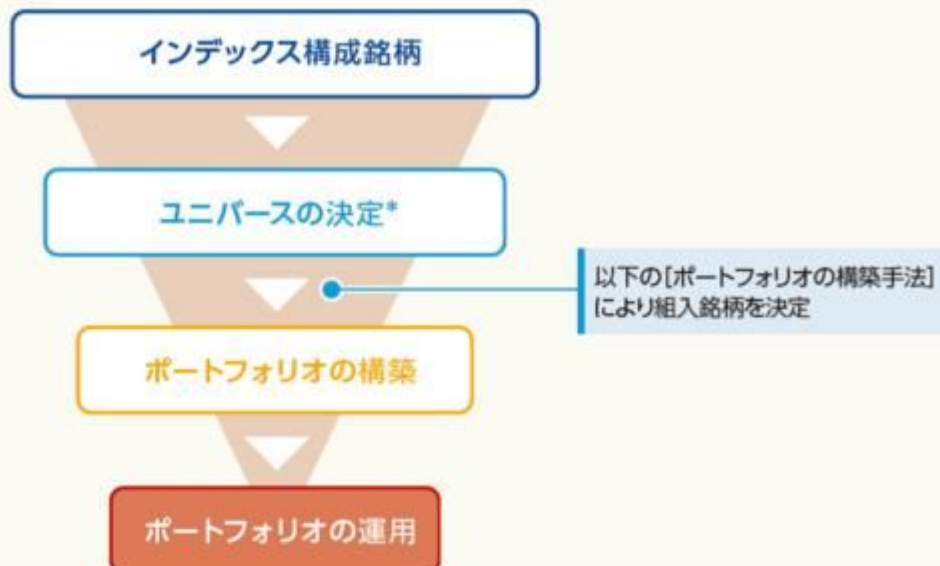 インデックス構成銘柄
ユニバースの決定*
以下の[ポートフォリオの構築手法]
により組入銘柄を決定
ポートフォリオの構築
ポートフォリオの運用